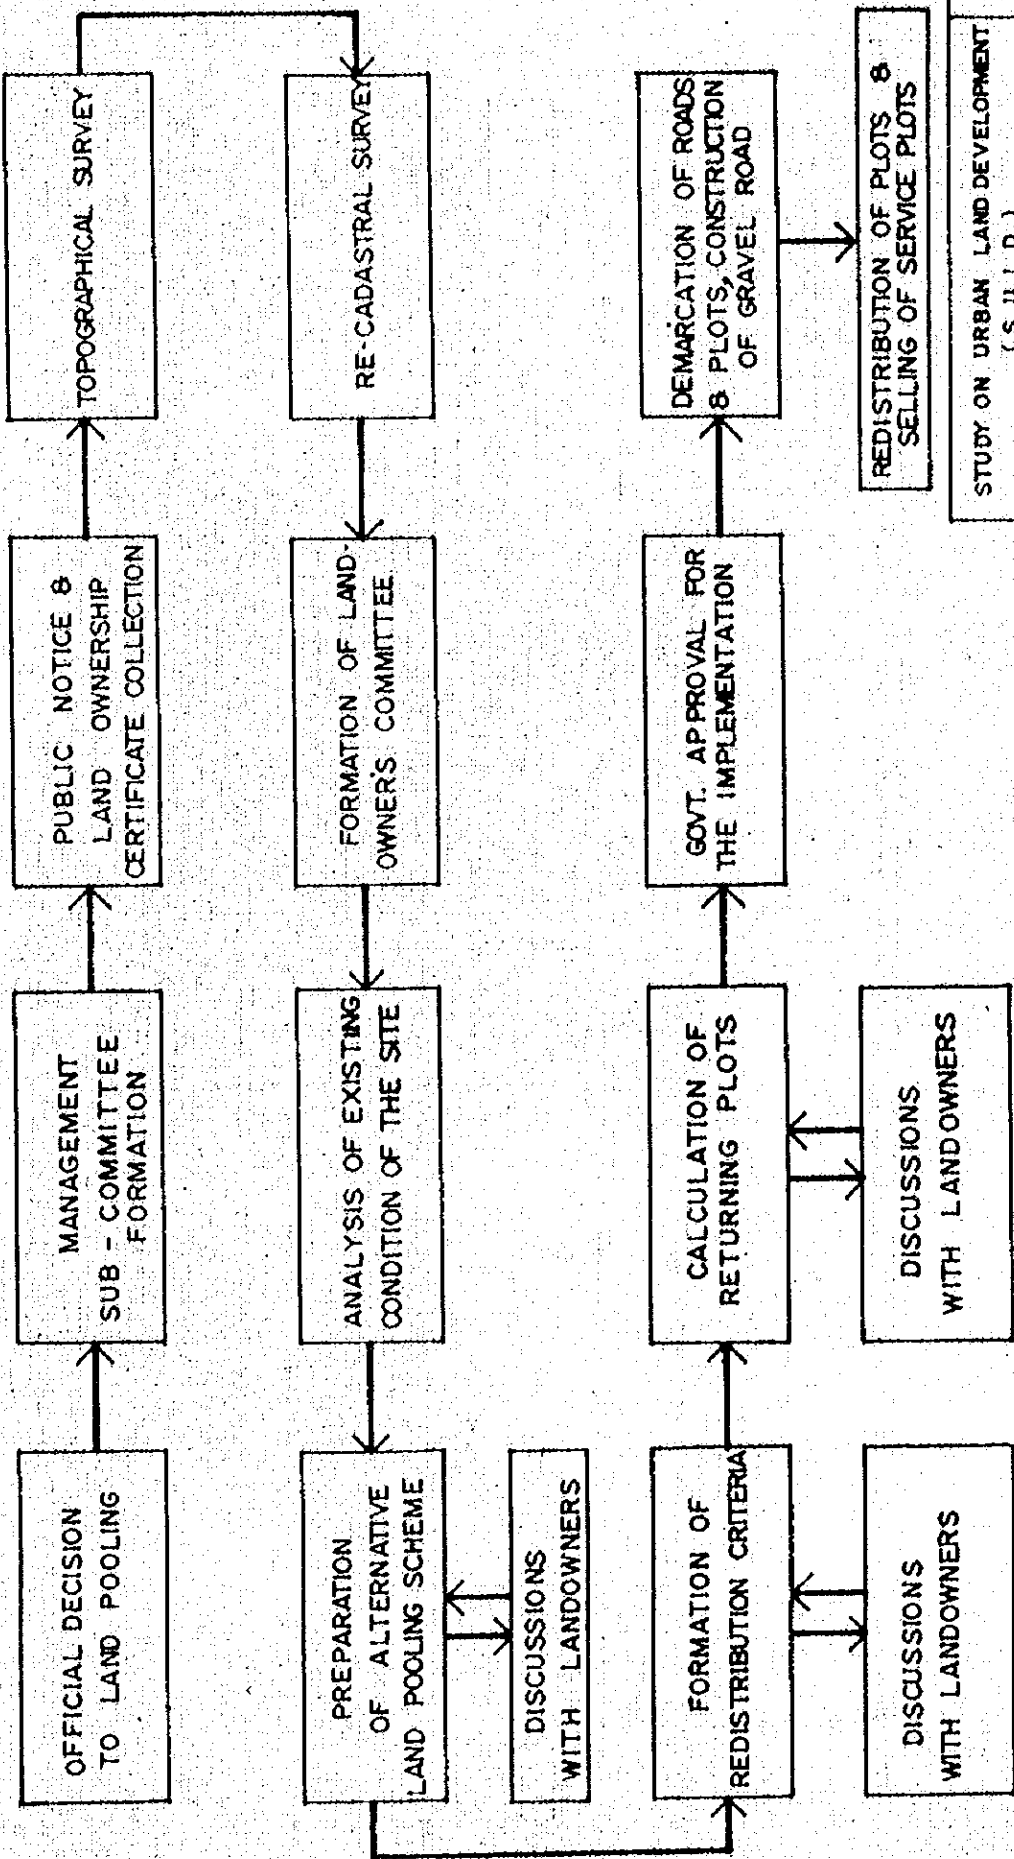 OFFICIAL DECISION
TO LAND POOLING
MANAGEMENT
SUB - COMMITTEE
FORMATION
PUBLIC NOTICE &
LAND OWNERSHIP
CERTIFICATE COLLECTION
TOPOGRAPHICAL SURVEY
RE-CADASTRAL SURVEY
FORMATION OF LAND-
OWNER'S COMMITTEE
ANALYSIS OF EXISTING
CONDITION OF THE SITE
PREPARATION
OF ALTERNATIVE
LAND POOLING SCHEME
DISCUSSIONS
WITH LANDOWNERS
FORMATION OF
REDISTRIBUTION CRITERIA
DISCUSSIONS
WITH LANDOWNERS
CALCULATION OF
RETURNING PLOTS
DISCUSSIONS
WITH LANDOWNERS
GOVT. APPROVAL FOR
THE IMPLEMENTATION
DEMARCATION OF ROADS
& PLOTS, CONSTRUCTION
OF GRAVEL ROAD
REDISTRIBUTION OF PLOTS &
SELLING OF SERVICE PLOTS
STUDY ON URBAN LAND DEVELOPMENT